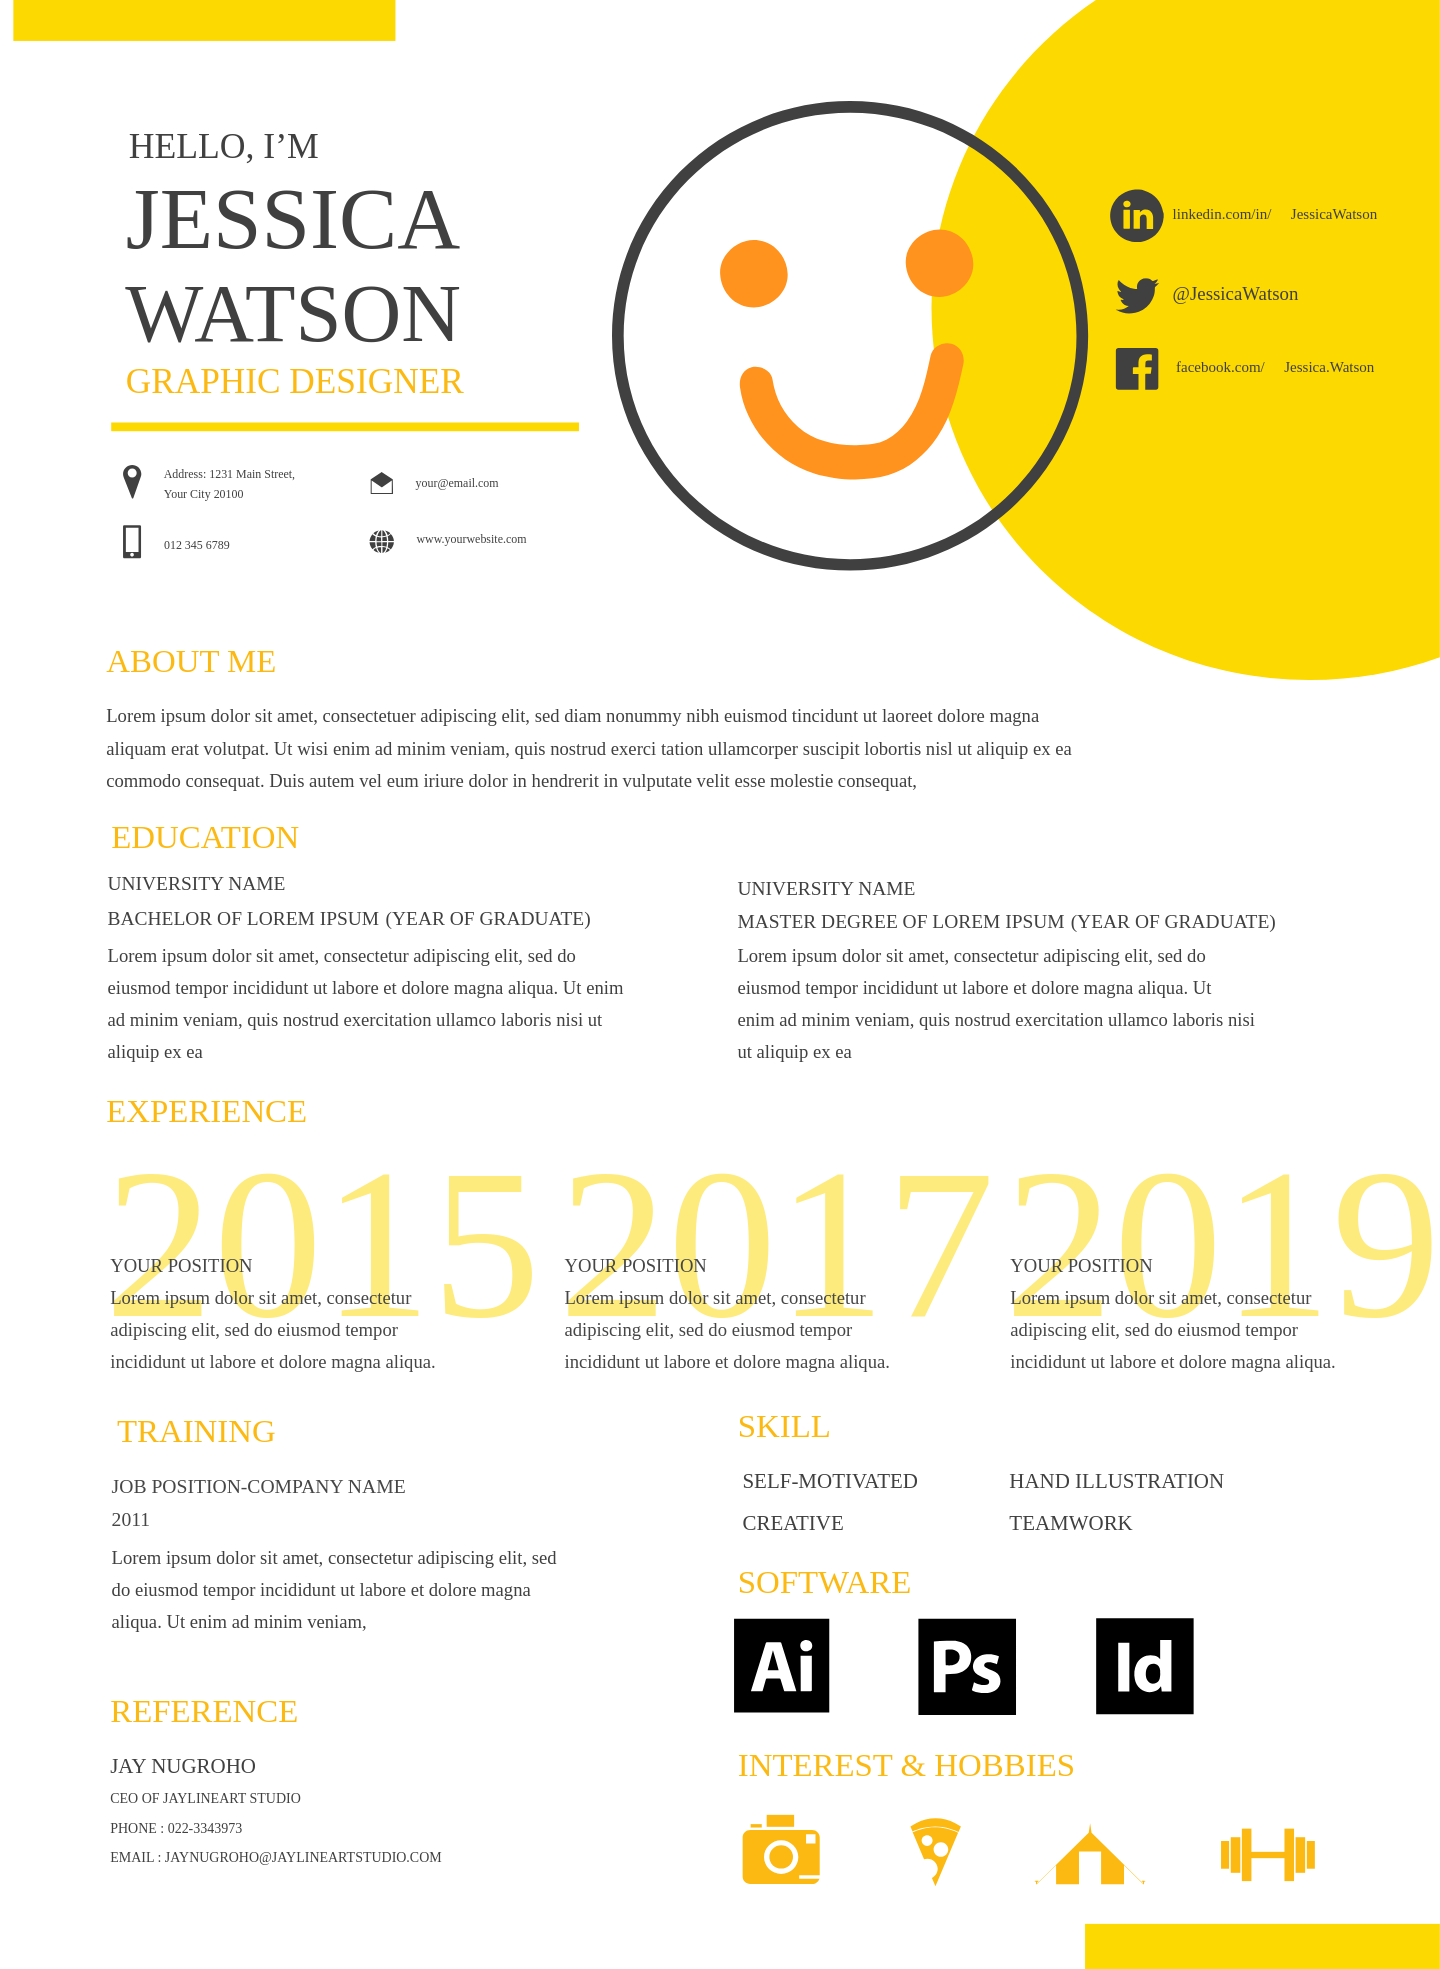 HELLO, I’M
JESSICA
WATSON
GRAPHIC DESIGNER
Address: 1231 Main Street,
Your City 20100
012 345 6789
your@email.com
www.yourwebsite.com
in linkedin.com/in/ JessicaWatson
@JessicaWatson
f facebook.com/ Jessica.Watson
ABOUT ME
Lorem ipsum dolor sit amet, consectetuer adipiscing elit, sed diam nonummy nibh euismod tincidunt ut laoreet dolore magna
aliquam erat volutpat. Ut wisi enim ad minim veniam, quis nostrud exerci tation ullamcorper suscipit lobortis nisl ut aliquip ex ea
commodo consequat. Duis autem vel eum iriure dolor in hendrerit in vulputate velit esse molestie consequat,
EDUCATION
UNIVERSITY NAME
BACHELOR OF LOREM IPSUM (YEAR OF GRADUATE)
Lorem ipsum dolor sit amet, consectetur adipiscing elit, sed do
eiusmod tempor incididunt ut labore et dolore magna aliqua. Ut enim
ad minim veniam, quis nostrud exercitation ullamco laboris nisi ut
aliquip ex ea
UNIVERSITY NAME
MASTER DEGREE OF LOREM IPSUM (YEAR OF GRADUATE)
Lorem ipsum dolor sit amet, consectetur adipiscing elit, sed do
eiusmod tempor incididunt ut labore et dolore magna aliqua. Ut
enim ad minim veniam, quis nostrud exercitation ullamco laboris nisi
ut aliquip ex ea
EXPERIENCE
2015
YOUR POSITION
Lorem ipsum dolor sit amet, consectetur
adipiscing elit, sed do eiusmod tempor
incididunt ut labore et dolore magna aliqua.
2017
YOUR POSITION
Lorem ipsum dolor sit amet, consectetur
adipiscing elit, sed do eiusmod tempor
incididunt ut labore et dolore magna aliqua.
2019
YOUR POSITION
Lorem ipsum dolor sit amet, consectetur
adipiscing elit, sed do eiusmod tempor
incididunt ut labore et dolore magna aliqua.
TRAINING
JOB POSITION-COMPANY NAME
2011
Lorem ipsum dolor sit amet, consectetur adipiscing elit, sed
do eiusmod tempor incididunt ut labore et dolore magna
aliqua. Ut enim ad minim veniam,
REFERENCE
JAY NUGROHO
CEO OF JAYLINEART STUDIO
PHONE : 022-3343973
EMAIL : JAYNUGROHO@JAYLINEARTSTUDIO.COM
SKILL
SELF-MOTIVATED HAND ILLUSTRATION
CREATIVE TEAMWORK
SOFTWARE
Ai Ps Id
INTEREST & HOBBIES